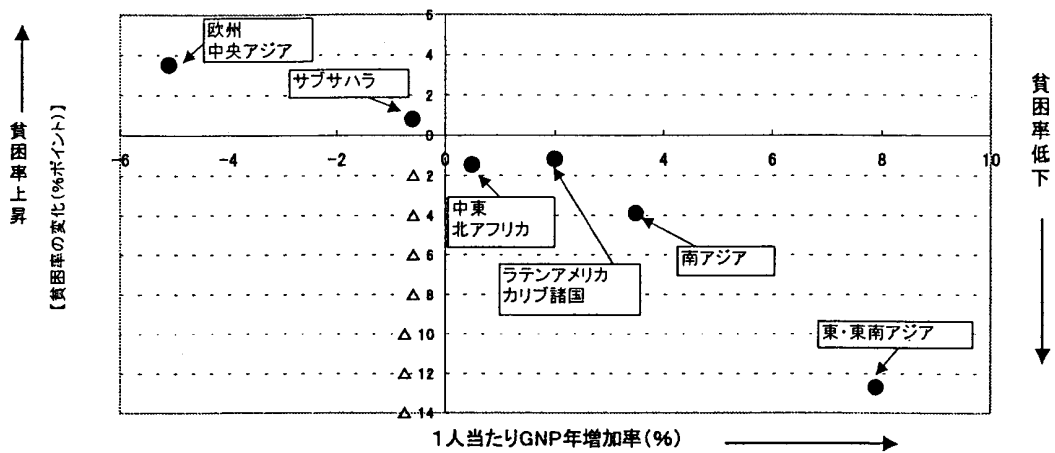 6
欧州
中央アジア
4
サブサハラ
2
0
-6
-4
-2
0
2
4
6
8
10
△ 2
△ 4
△ 6
△ 8
△ 10
△ 12
△ 14
中東
北アフリカ
ラテンアメリカ
カリブ諸国
南アジア
東・東南アジア
貧困率上昇
【貧困率の変化(%ポイント)】
貧困率低下
1人当たりGNP年増加率(%)